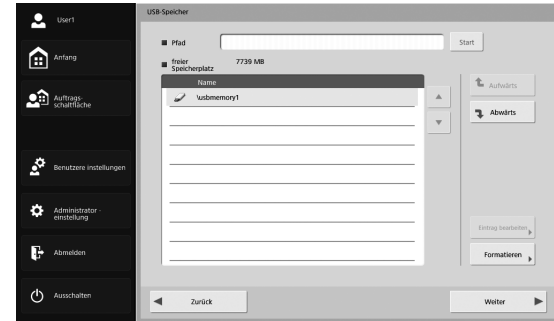 User1
Anfang
Auftrags-
schaltfläche
Benutzere instellungen
Administrator -
einstellung
Abmelden
Ausschalten
USB-Speicher
Pfad
Start
freier
Speicherplatz
7739 MB
Name
\usbmemory1
Aufwärts
Abwärts
Eintrag bearbeiten
Formatieren
Zurück
Weiter